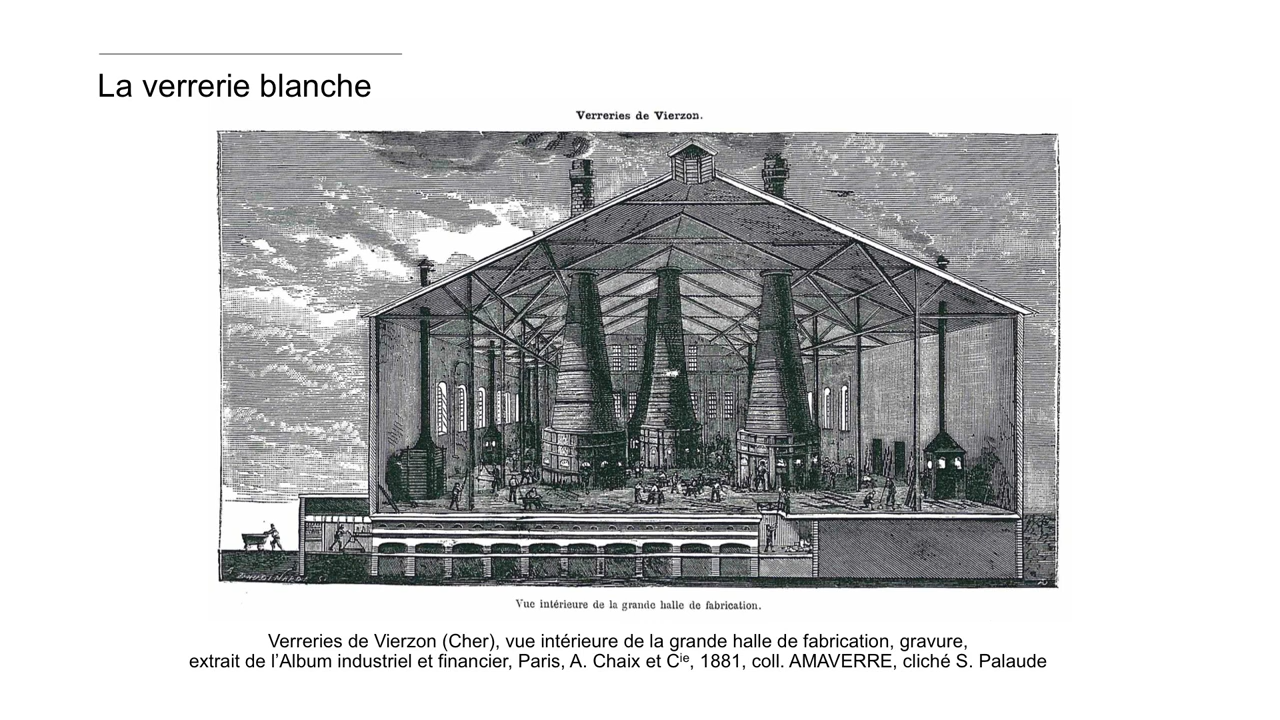 La verrerie blanche
Verreries de Vierzon.
Vue intérieure de la grande halle de fabrication.
Verreries de Vierzon (Cher), vue intérieure de la grande halle de fabrication, gravure,
extrait de l’Album industriel et financier, Paris, A. Chaix et Cie, 1881, coll. AMAVERRE, cliché S. Palaude